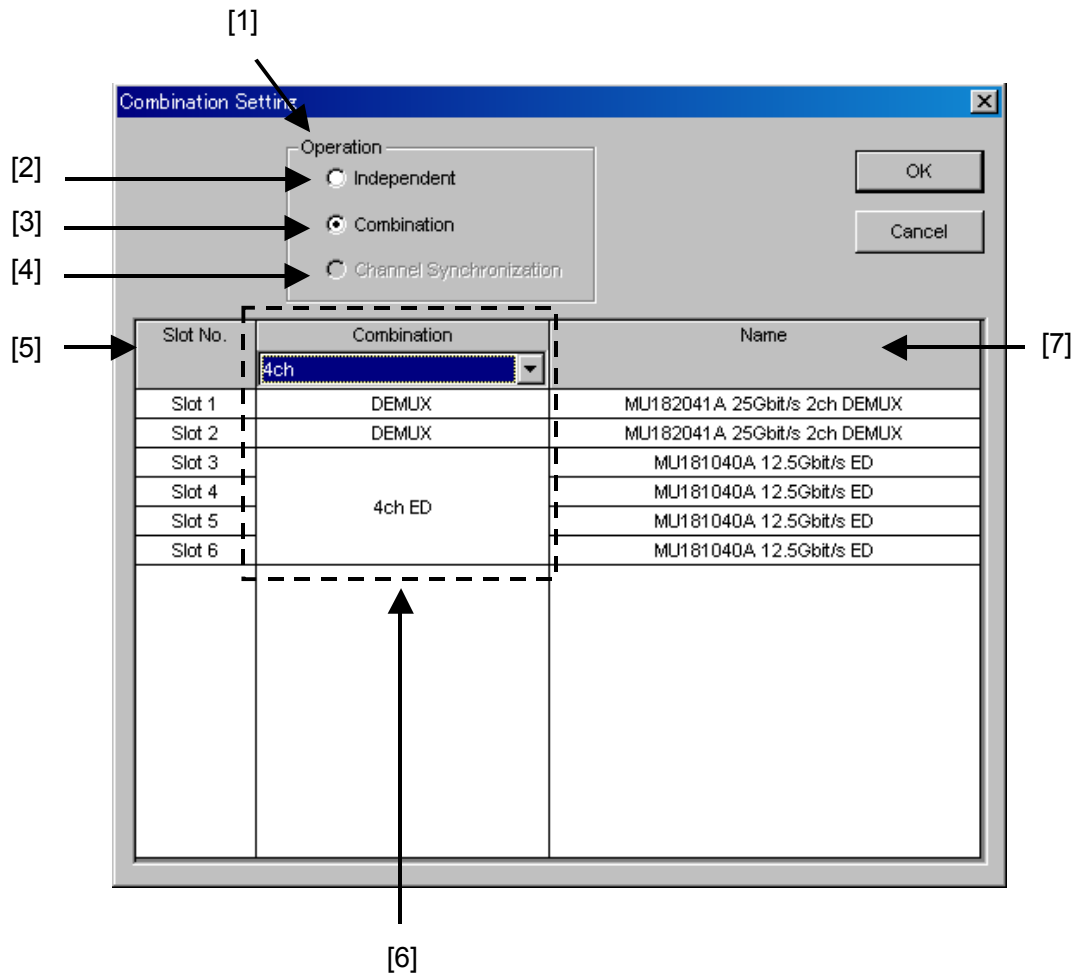 [1]
Combination Setting
Operation
[2]
Independent
OK
[3]
Combination
Cancel
[4]
Channel Synchronization
[5]
Slot No.
Combination
Name
[7]
4ch
Slot 1
DEMUX
MU182041A 25Gbit/s 2ch DEMUX
Slot 2
DEMUX
MU182041A 25Gbit/s 2ch DEMUX
Slot 3
MU181040A 12.5Gbit/s ED
Slot 4
4ch ED
MU181040A 12.5Gbit/s ED
Slot 5
MU181040A 12.5Gbit/s ED
Slot 6
MU181040A 12.5Gbit/s ED
[6]